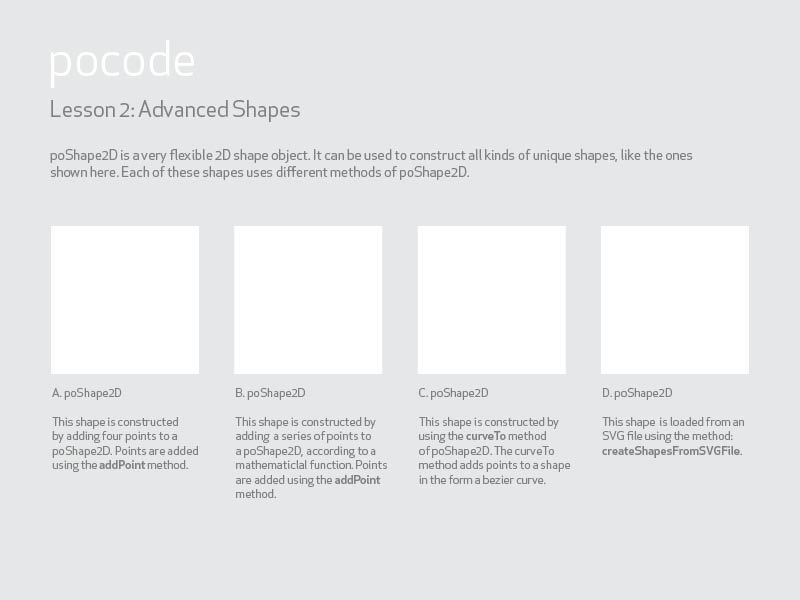 pocode
Lesson 2: Advanced Shapes
poShape2D is a very flexible 2D shape object. It can be used to construct all kinds of unique shapes, like the ones
shown here. Each of these shapes uses different methods of poShape2D.
A. poShape2D
This shape is constructed
by adding four points to a
poShape2D. Points are added
using the addPoint method.
B. poShape2D
This shape is constructed by
adding a series of points to
a poShape2D, according to a
mathematiclal function. Points
are added using the addPoint
method.
C. poShape2D
This shape is constructed by
using the curveTo method
of poShape2D. The curveTo
method adds points to a shape
in the form a bezier curve.
D. poShape2D
This shape is loaded from an
SVG file using the method:
createShapesFromSVGFile.